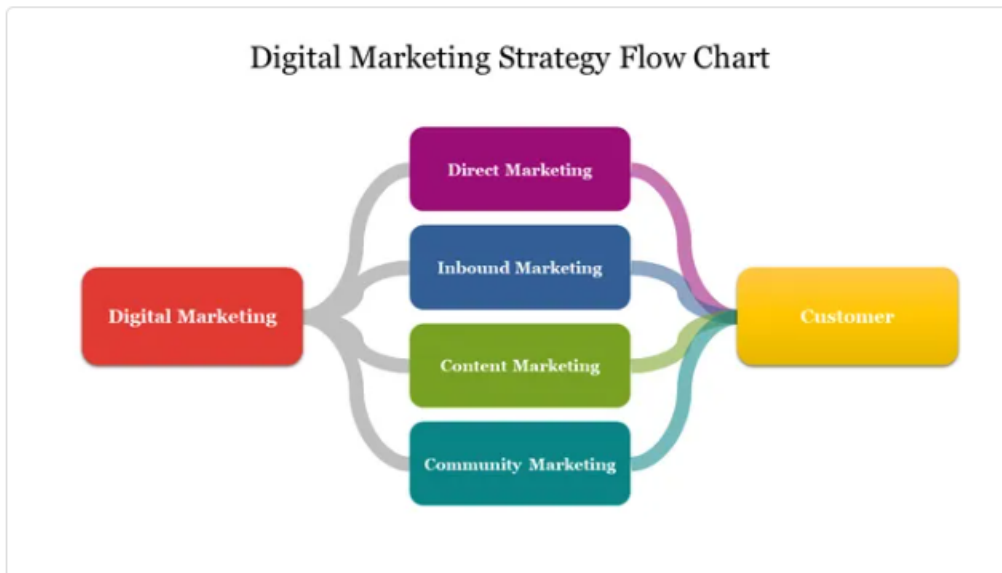 Digital Marketing Strategy Flow Chart
Direct Marketing
Inbound Marketing
Digital Marketing
Customer
Content Marketing
Community Marketing